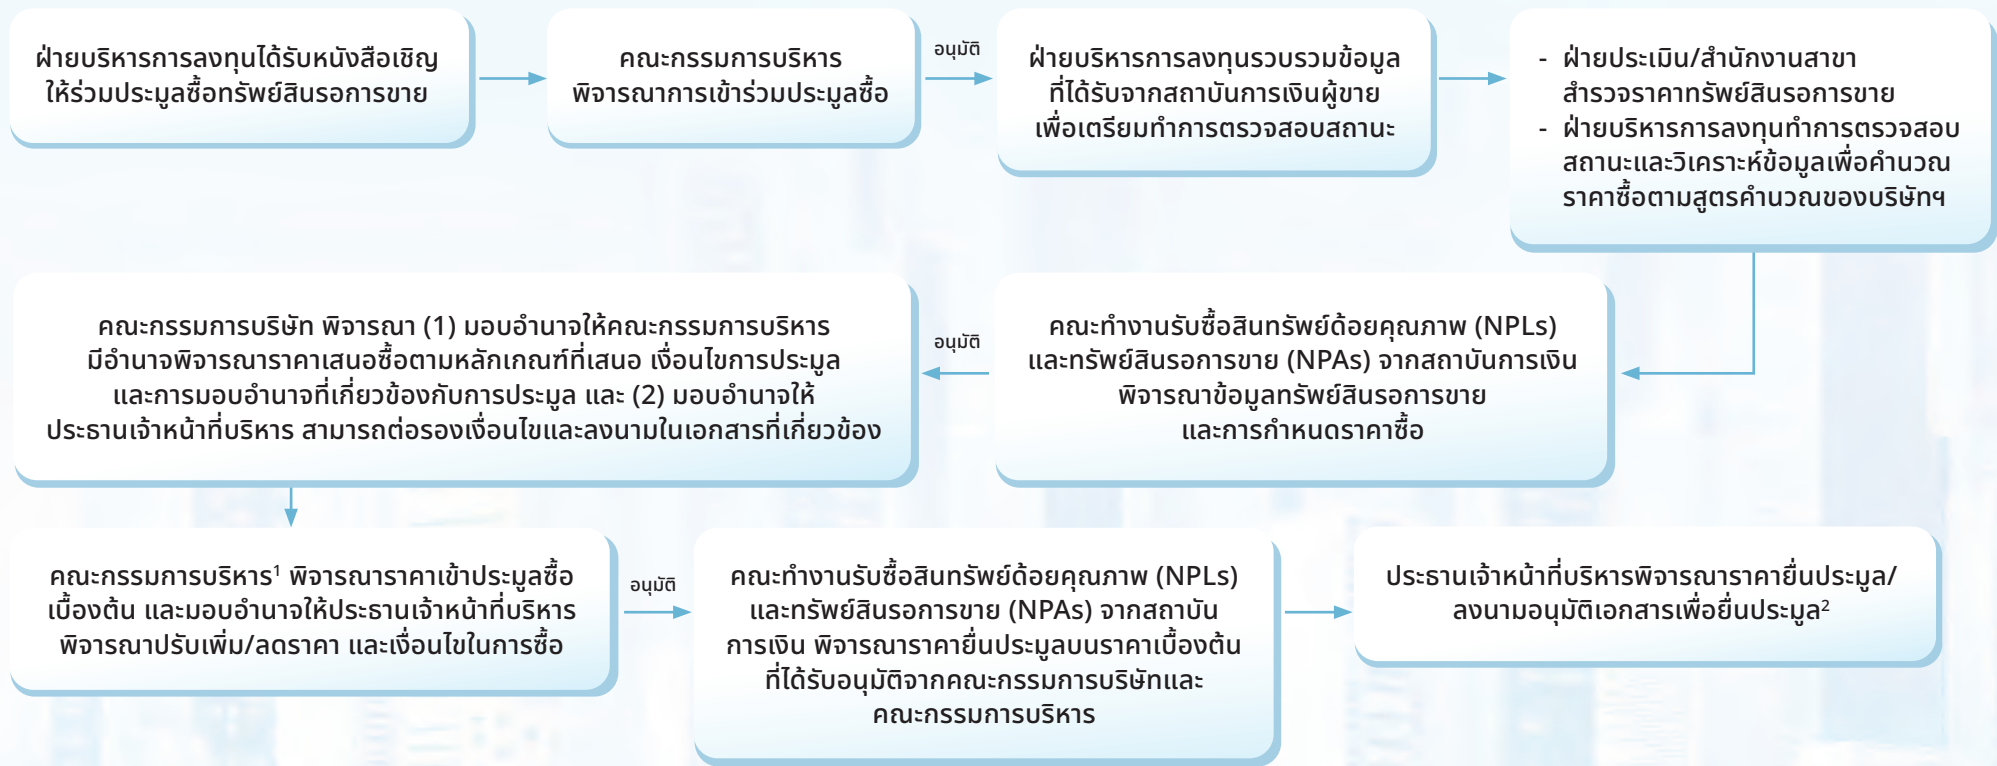 ฝ่ายบริหารการลงทุนได้รับหนังสือเชิญ
ให้ร่วมประมูลซื้อทรัพย์สินรอการขาย
คณะกรรมการบริหาร
พิจารณาการเข้าร่วมประมูลซื้อ
อนุมัติ
ฝ่ายบริหารการลงทุนรวบรวมข้อมูล
ที่ได้รับจากสถาบันการเงินผู้ขาย
เพื่อเตรียมทำการตรวจสอบสถานะ
- ฝ่ายประเมิน/สำนักงานสาขา
สำรวจราคาทรัพย์สินรอการขาย
- ฝ่ายบริหารการลงทุนทำการตรวจสอบ
สถานะและวิเคราะห์ข้อมูลเพื่อคำนวณ
ราคาซื้อตามสูตรคำนวณของบริษัทฯ
คณะทำงานรับซื้อสินทรัพย์ด้อยคุณภาพ (NPLs)
และทรัพย์สินรอการขาย (NPAs) จากสถาบันการเงิน
พิจารณาข้อมูลทรัพย์สินรอการขาย
และการกำหนดราคาซื้อ
อนุมัติ
คณะกรรมการบริษัท พิจารณา (1) มอบอำนาจให้คณะกรรมการบริหาร
มีอำนาจพิจารณาราคาเสนอซื้อตามหลักเกณฑ์ที่เสนอ เงื่อนไขการประมูล
และการมอบอำนาจที่เกี่ยวข้องกับการประมูล และ (2) มอบอำนาจให้
ประธานเจ้าหน้าที่บริหาร สามารถต่อรองเงื่อนไขและลงนามในเอกสารที่เกี่ยวข้อง
คณะกรรมการบริหาร¹ พิจารณาราคาเข้าประมูลซื้อ
เบื้องต้น และมอบอำนาจให้ประธานเจ้าหน้าที่บริหาร
พิจารณาปรับเพิ่ม/ลดราคา และเงื่อนไขในการซื้อ
อนุมัติ
คณะทำงานรับซื้อสินทรัพย์ด้อยคุณภาพ (NPLs)
และทรัพย์สินรอการขาย (NPAs) จากสถาบัน
การเงิน พิจารณาราคายื่นประมูลบนราคาเบื้องต้น
ที่ได้รับอนุมัติจากคณะกรรมการบริษัทและ
คณะกรรมการบริหาร
ประธานเจ้าหน้าที่บริหารพิจารณาราคายื่นประมูล/
ลงนามอนุมัติเอกสารเพื่อยื่นประมูล²